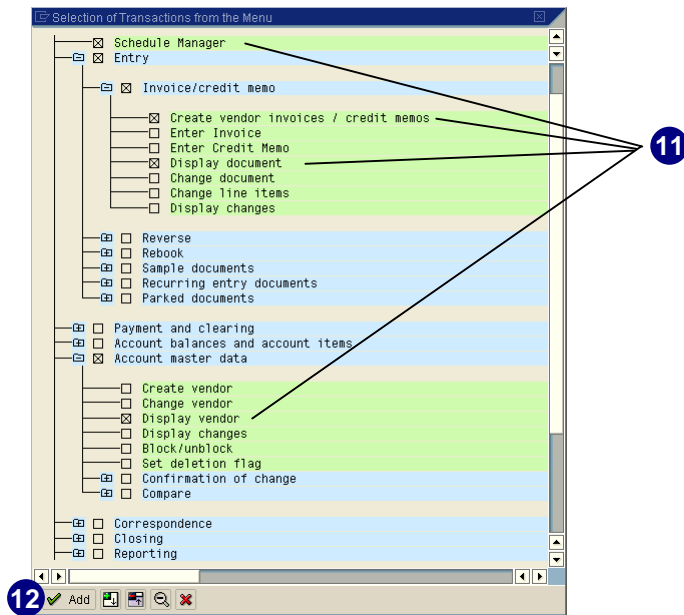 Selection of Transactions from the Menu
Schedule Manager
Entry
Invoice/credit memo
Create vendor invoices / credit memos
Enter Invoice
Enter Credit Memo
Display document
Change document
Change line items
Display changes
11
Reverse
Rebook
Sample documents
Recurring entry documents
Parked documents
Payment and clearing
Account balances and account items
Account master data
Create vendor
Change vendor
Display vendor
Display changes
Block/unblock
Set deletion flag
Confirmation of change
Compare
Correspondence
Closing
Reporting
12 Add